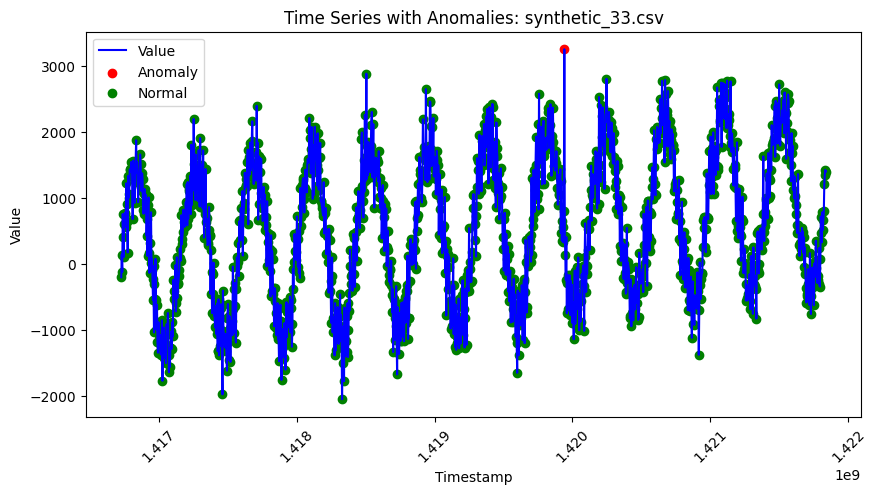 Time Series with Anomalies: synthetic_33.csv
Value
Anomaly
Normal
3000
2000
1000
0
−1000
−2000
Value
1.417
1.418
1.419
1.420
1.421
1.422
1e9
Timestamp